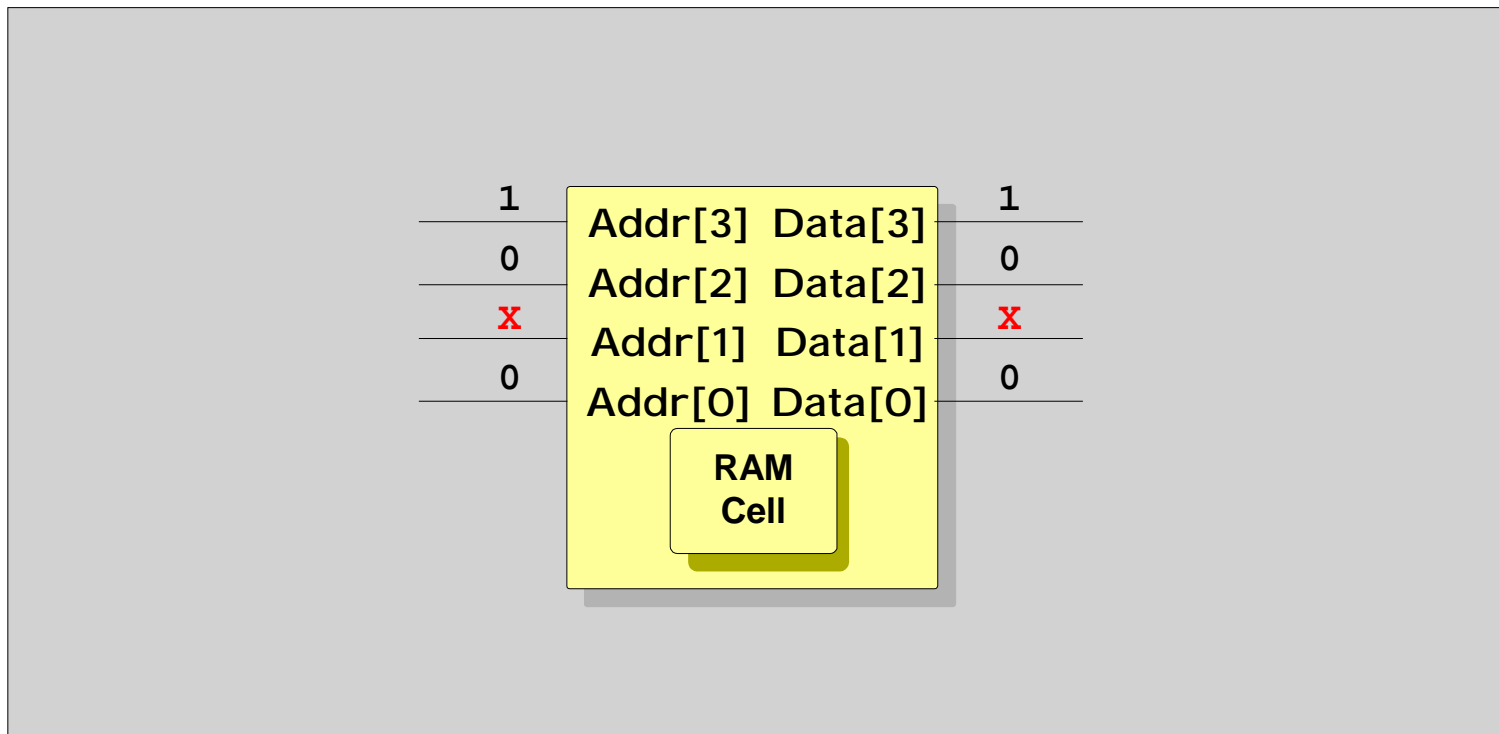 1 1
Addr[3] Data[3]
0 0
Addr[2] Data[2]
x x
Addr[1] Data[1]
0 0
Addr[0] Data[0]
RAM
Cell